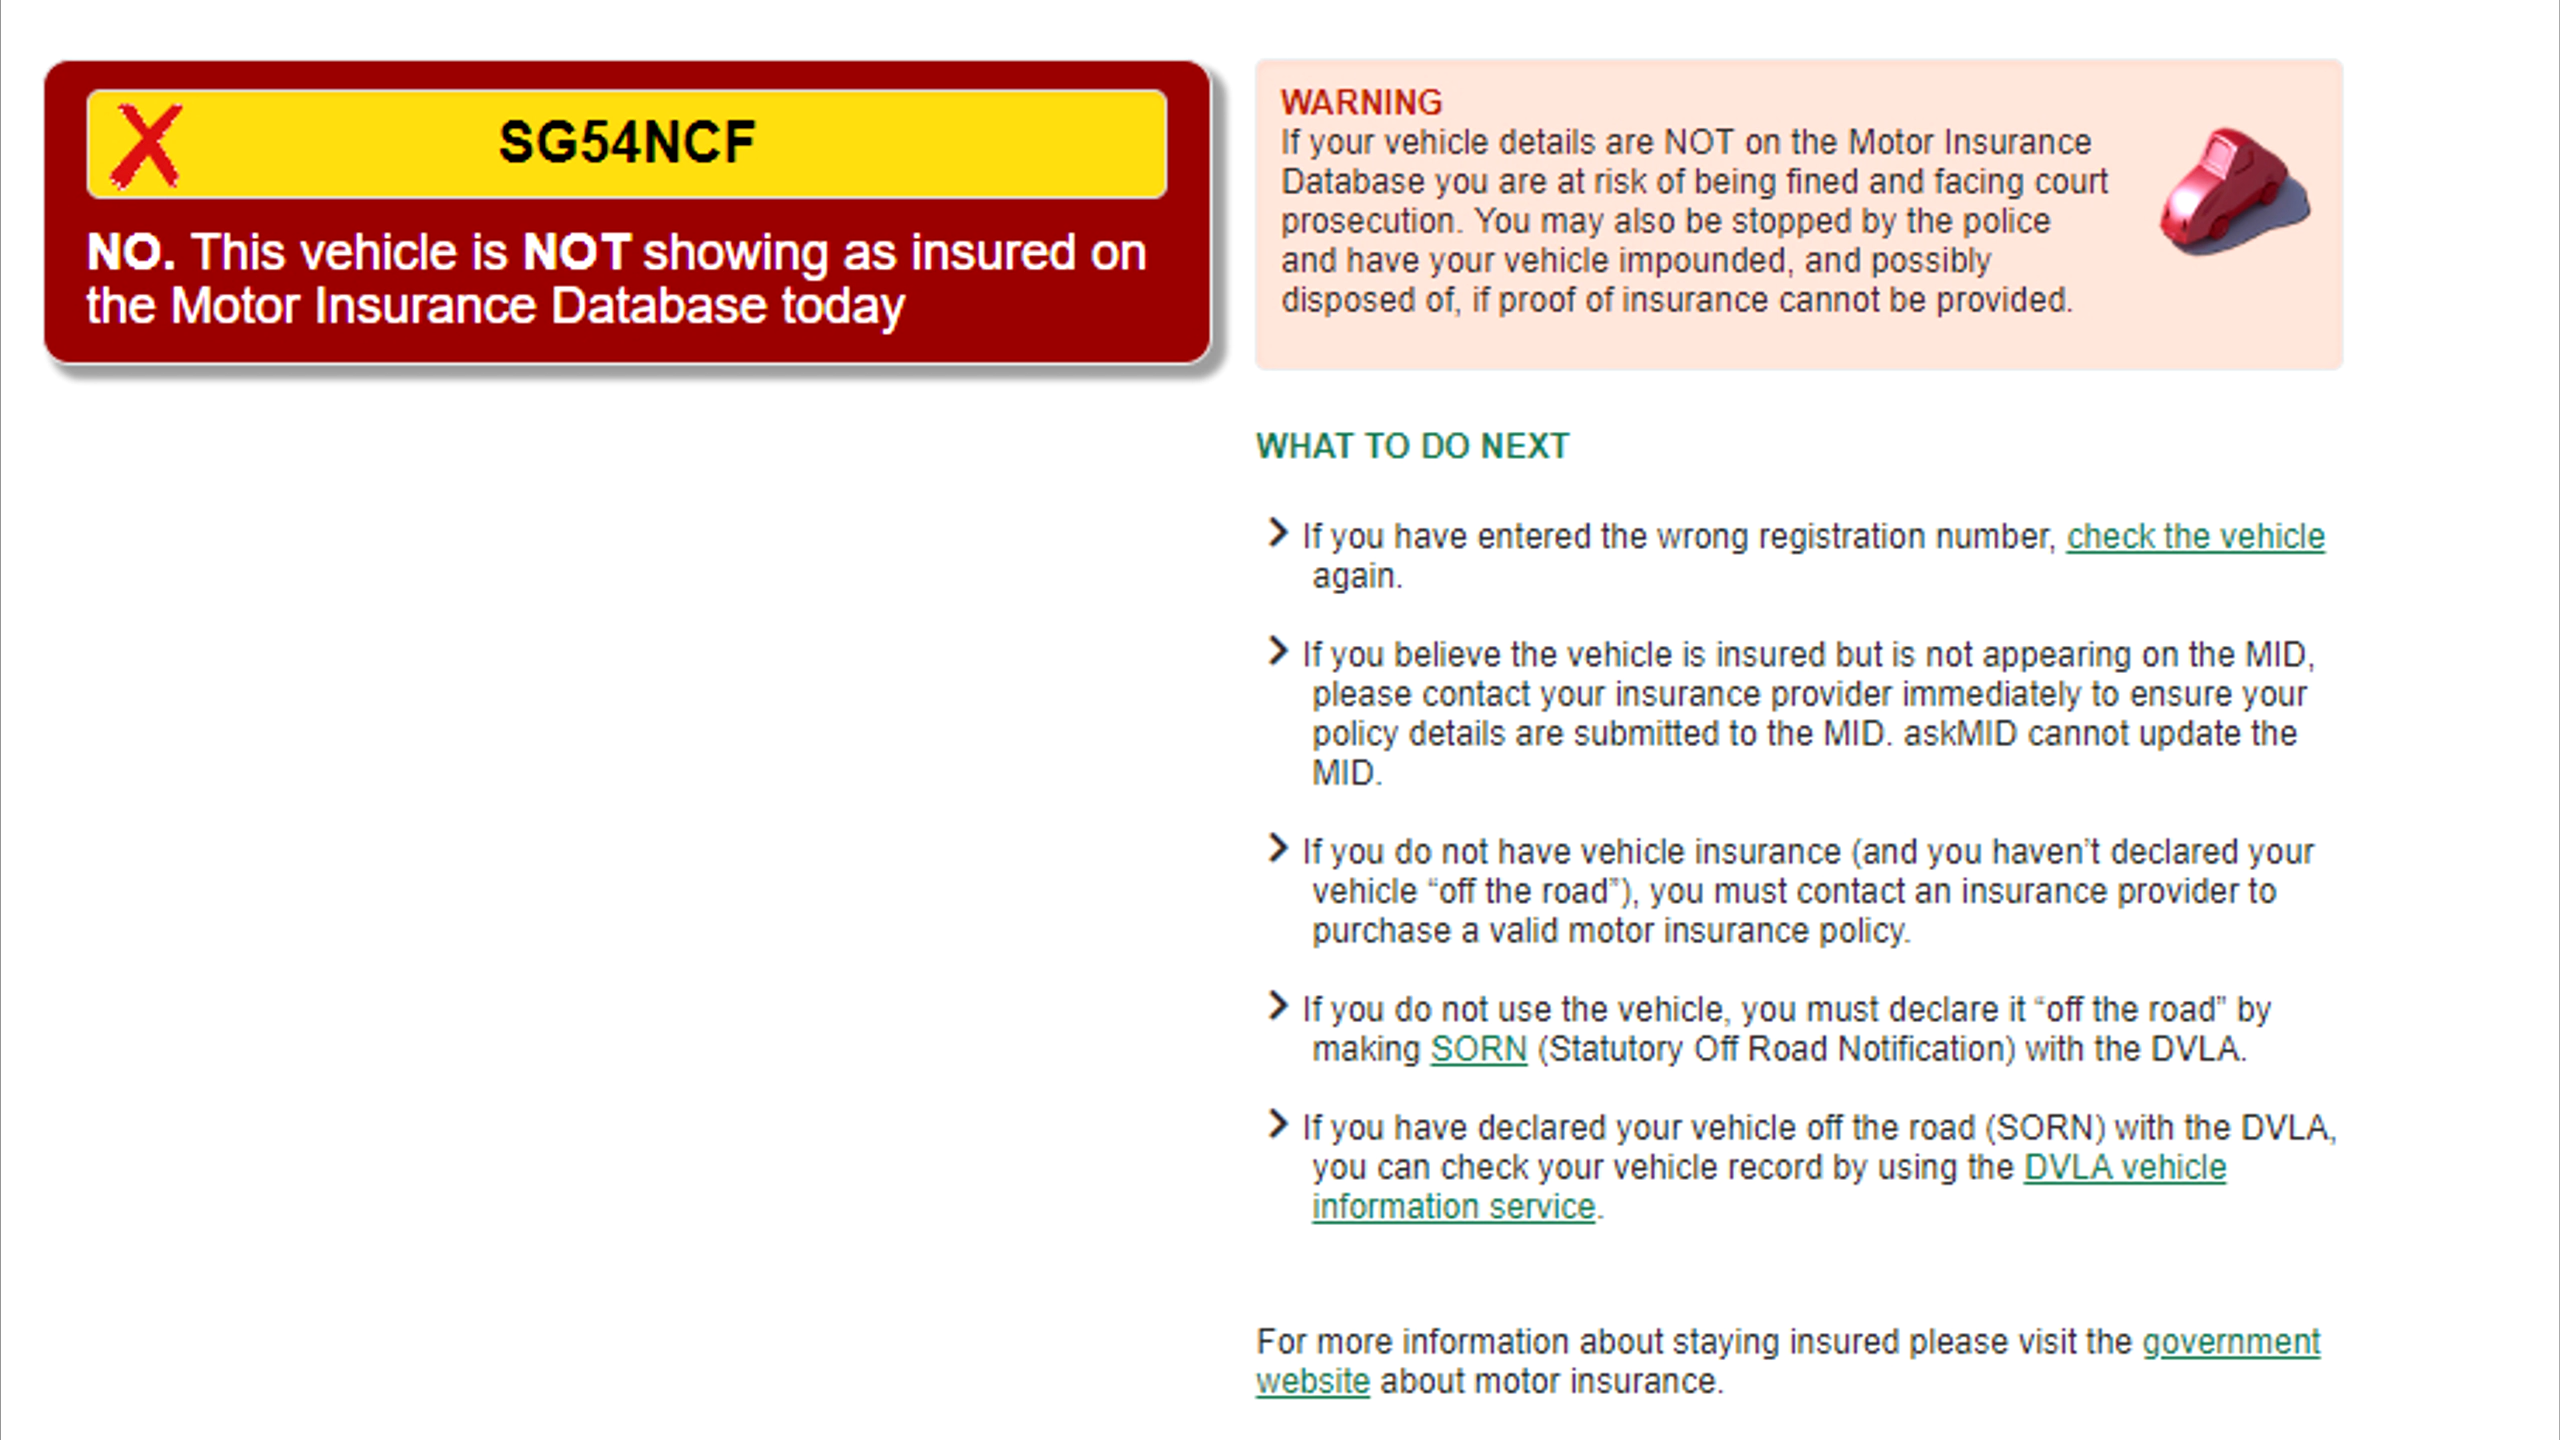 SG54NCF
NO. This vehicle is NOT showing as insured on
the Motor Insurance Database today
WARNING
If your vehicle details are NOT on the Motor Insurance
Database you are at risk of being fined and facing court
prosecution. You may also be stopped by the police
and have your vehicle impounded, and possibly
disposed of, if proof of insurance cannot be provided.
WHAT TO DO NEXT
If you have entered the wrong registration number, check the vehicle
again.
If you believe the vehicle is insured but is not appearing on the MID,
please contact your insurance provider immediately to ensure your
policy details are submitted to the MID. askMID cannot update the
MID.
If you do not have vehicle insurance (and you haven’t declared your
vehicle “off the road”), you must contact an insurance provider to
purchase a valid motor insurance policy.
If you do not use the vehicle, you must declare it “off the road” by
making SORN (Statutory Off Road Notification) with the DVLA.
If you have declared your vehicle off the road (SORN) with the DVLA,
you can check your vehicle record by using the DVLA vehicle
information service.
For more information about staying insured please visit the government
website about motor insurance.